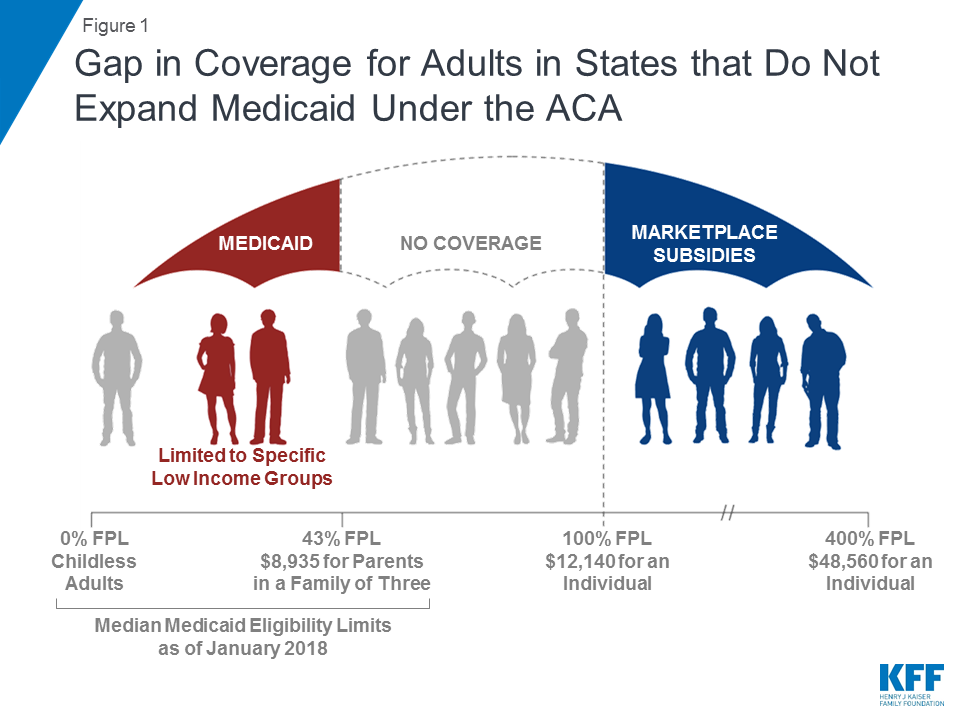 Figure 1
Gap in Coverage for Adults in States that Do Not
Expand Medicaid Under the ACA
MEDICAID
NO COVERAGE
MARKETPLACE
SUBSIDIES
Limited to Specific
Low Income Groups
0% FPL
Childless
Adults
43% FPL
$8,935 for Parents
in a Family of Three
100% FPL
$12,140 for an
Individual
400% FPL
$48,560 for an
Individual
Median Medicaid Eligibility Limits
as of January 2018
KFF
HENRY J KAISER
FAMILY FOUNDATION